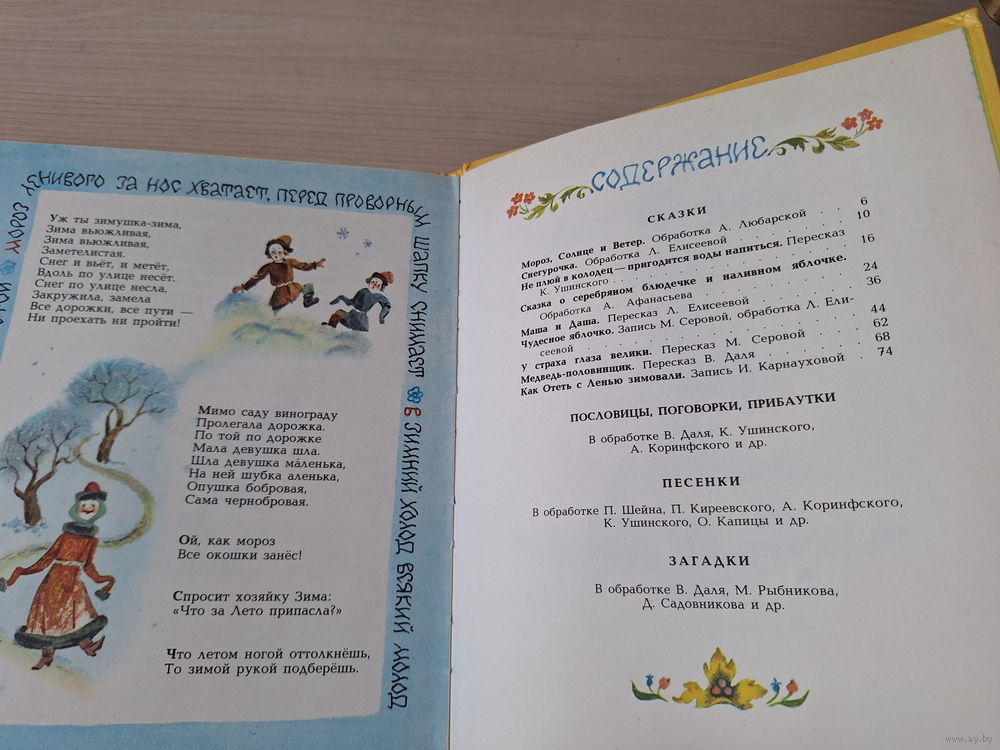 ЛЕНИВОГО ЗА НОС ХВАТАЕТ, ПЕРЕД ПРОВОРНЫМ ШАПКУ СНИМАЕТ
В ЗИМНИЙ ХОЛОД ВСЯКИЙ МОЛОД
МОРОЗ
Уж ты зимушка-зима,
Зима вьюжливая,
Зима вьюжливая,
Заметелистая.
Снег и вьёт, и метёт,
Вдоль по улице несёт.
Снег по улице несла,
Закружила, замела
Все дорожки, все пути —
Ни проехать ни пройти!
Мимо саду винограду
Пролегала дорожка.
По той по дорожке
Мала девушка шла.
Шла девушка ма́ленька,
На ней шубка аленька,
Опушка бобровая,
Сама чернобровая.
Ой, как мороз
Все окошки занёс!
Спросит хозяйку Зима:
«Что за Лето припасла?»
Что летом ногой оттолкнёшь,
То зимой рукой подберёшь.
СОДЕРЖАНИЕ
СКАЗКИ
Мороз, Солнце и Ветер. Обработка А. Любарской . . 6
Снегурочка. Обработка Л. Елисеевой . . . 10
Не плюй в колодец — пригодится воды напиться. Пересказ
К. Ушинского . . . 16
Сказка о серебряном блюдечке и наливном яблочке.
Обработка А. Афанасьева . . . 24
Маша и Даша. Пересказ Л. Елисеевой . . . 36
Чудесное яблочко. Запись М. Серовой, обработка Л. Ели-
сеевой . . . 44
У страха глаза велики. Пересказ М. Серовой . . . 62
Медведь-половинщик. Пересказ В. Даля . . . 68
Как Отеть с Ленью зимовали. Запись И. Карнауховой . 74
ПОСЛОВИЦЫ, ПОГОВОРКИ, ПРИБАУТКИ
В обработке В. Даля, К. Ушинского,
А. Коринфского и др.
ПЕСЕНКИ
В обработке П. Шейна, П. Киреевского, А. Коринфского,
К. Ушинского, О. Капицы и др.
ЗАГАДКИ
В обработке В. Даля, М. Рыбникова,
Д. Садовникова и др.
www.ay.by